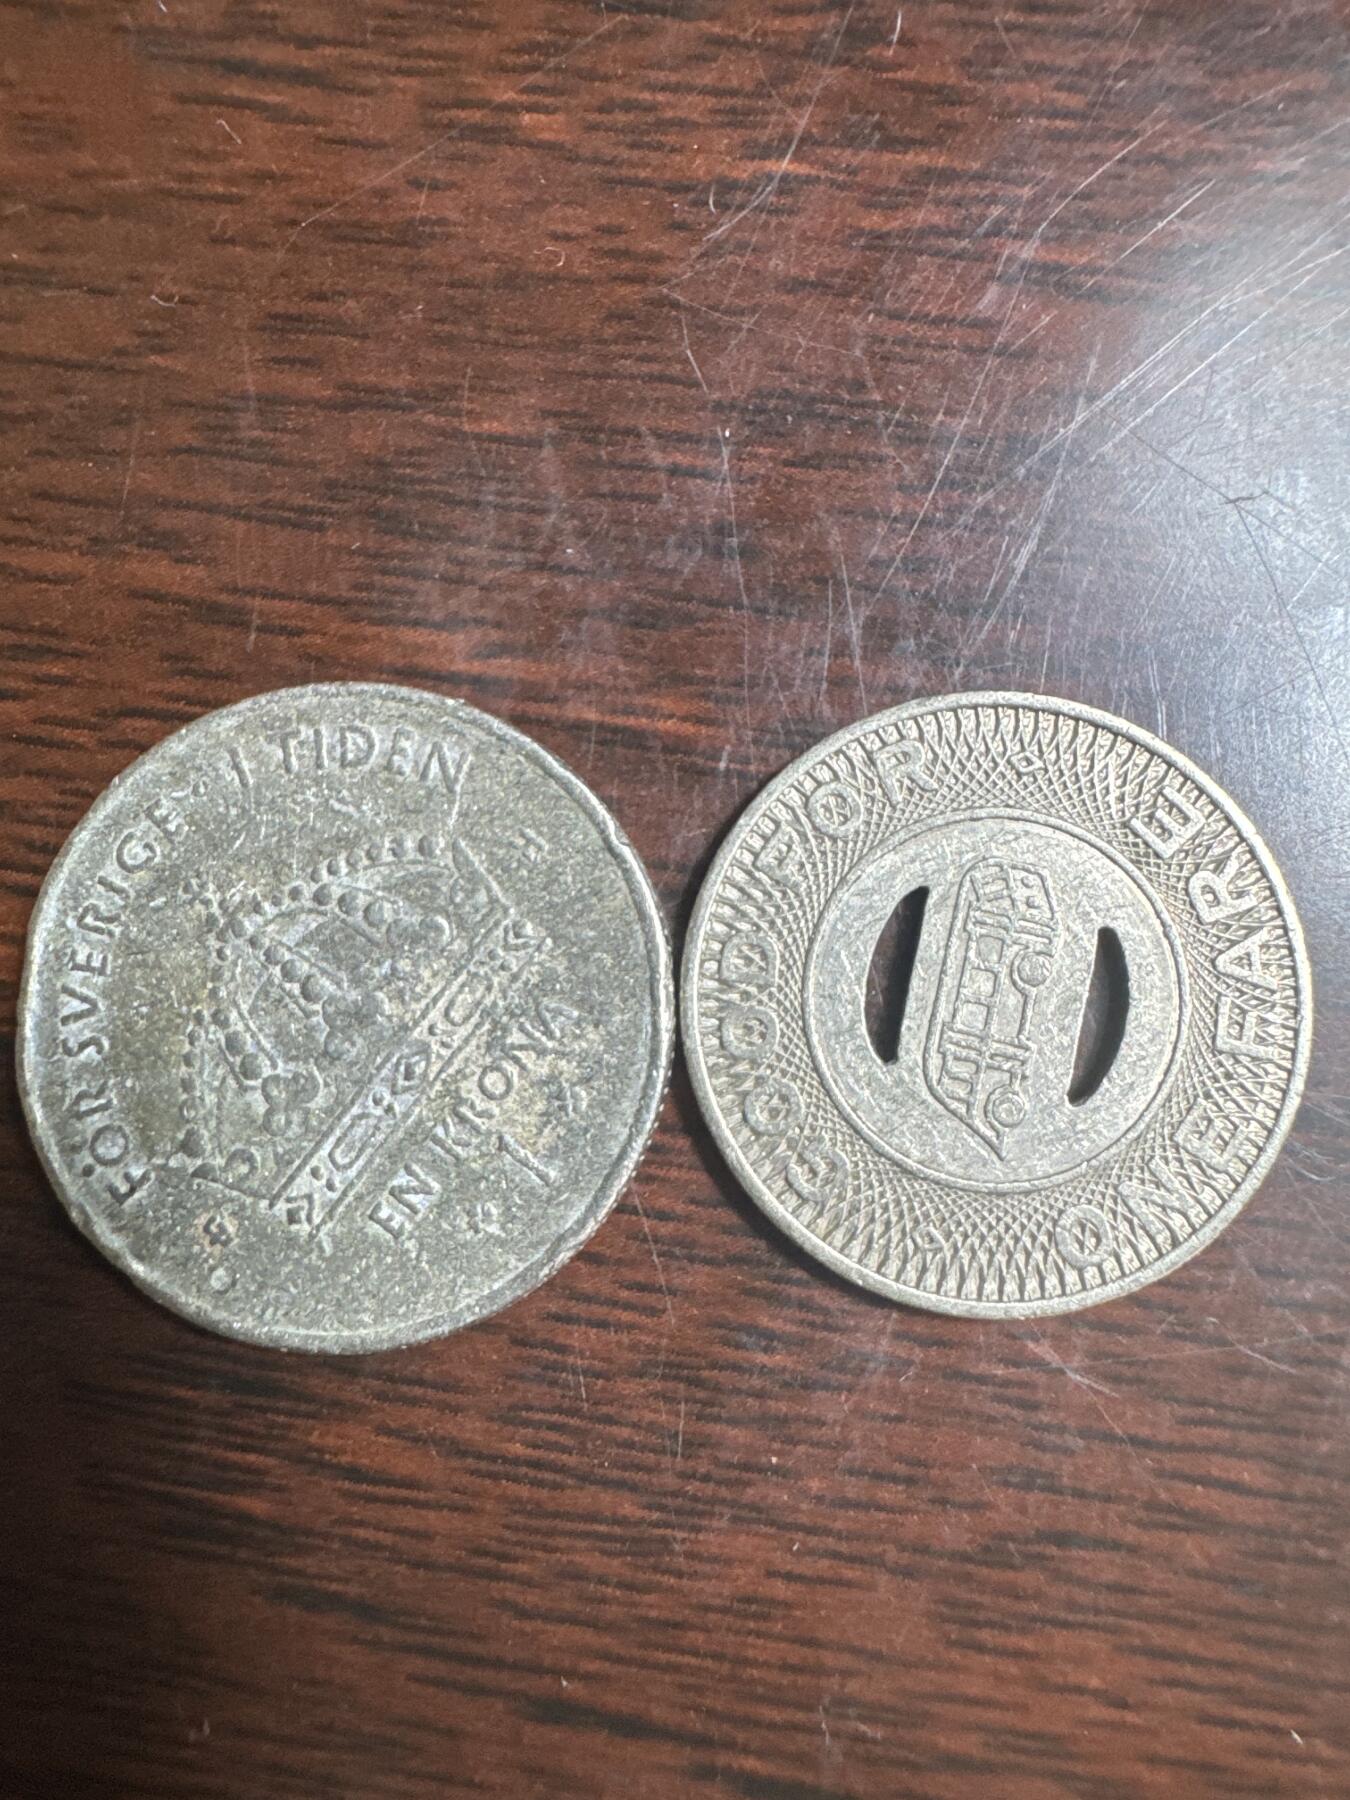 FÖR SVERIGE I TIDEN
EN KRONA
1
GOOD FOR
ONE FARE